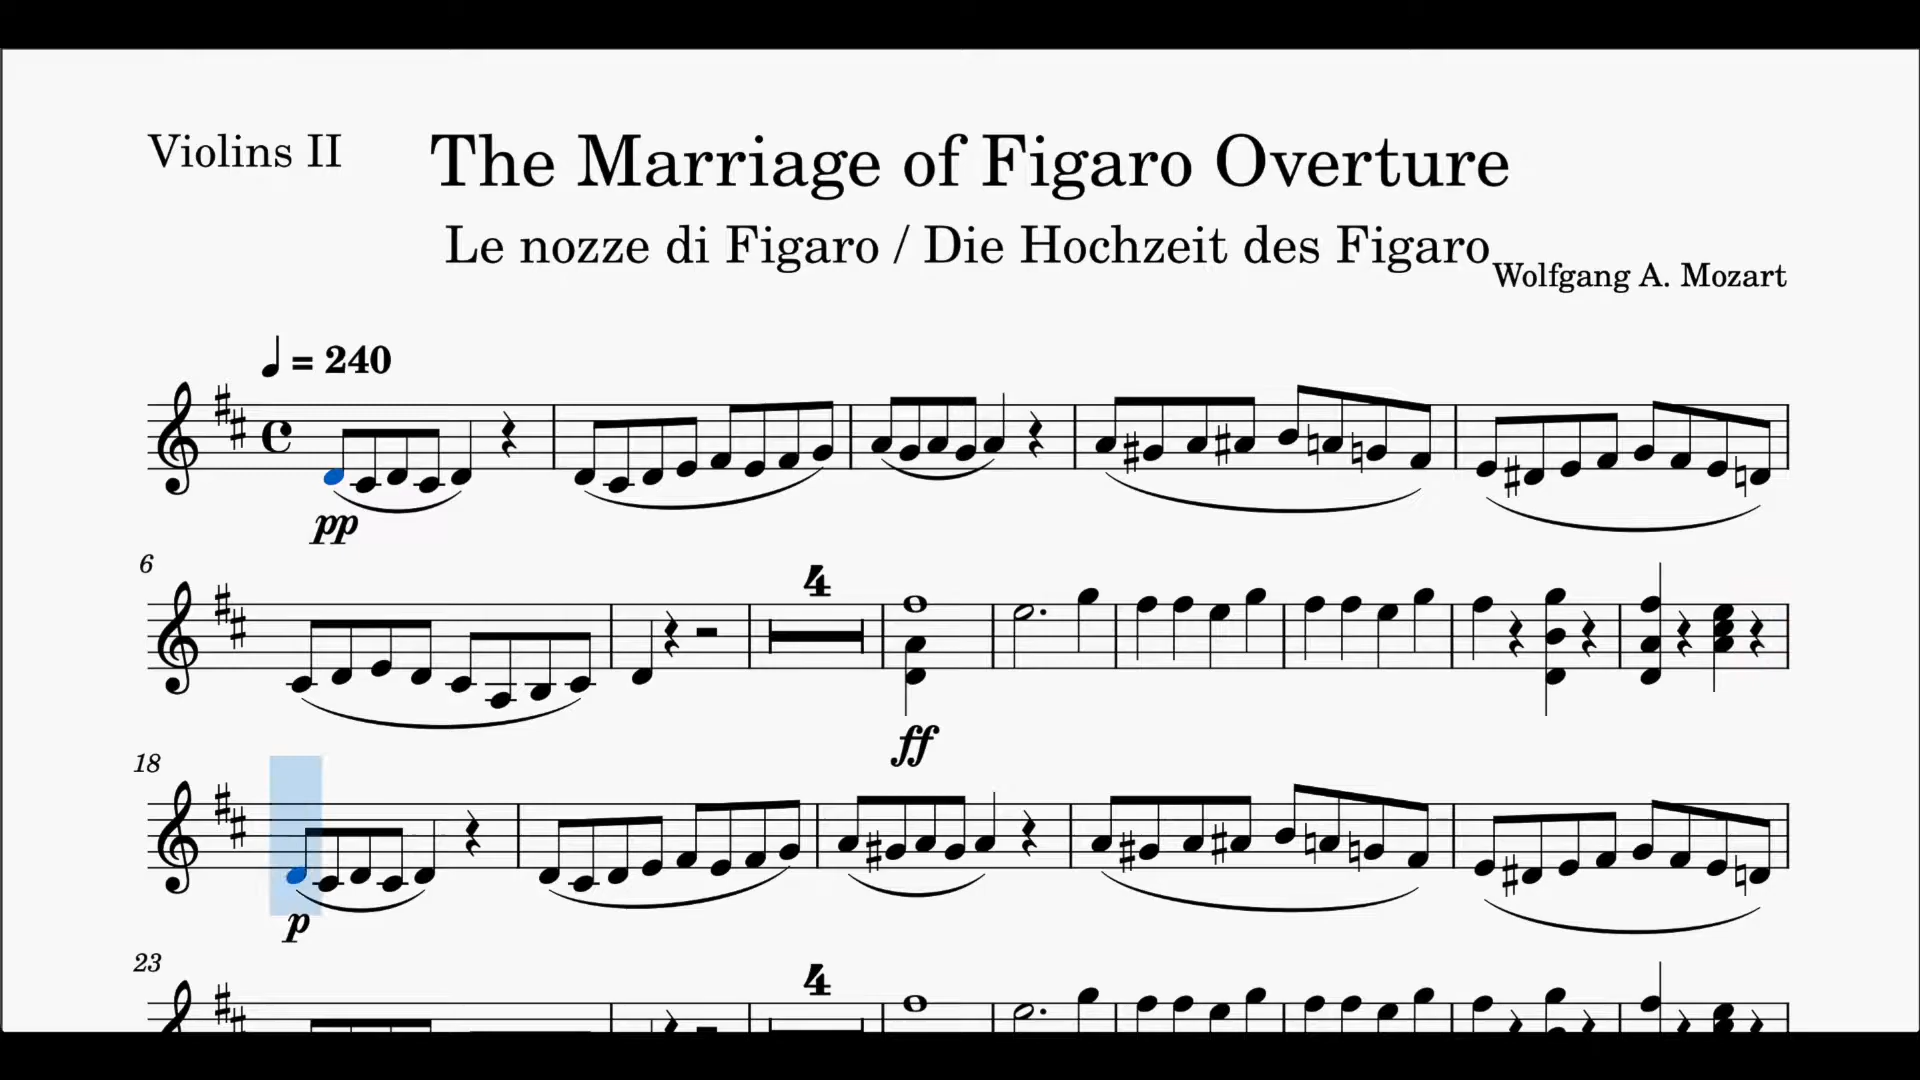 Violins II
The Marriage of Figaro Overture
Le nozze di Figaro / Die Hochzeit des Figaro
Wolfgang A. Mozart
♩ = 240
pp
6
4
ff
18
p
23
4